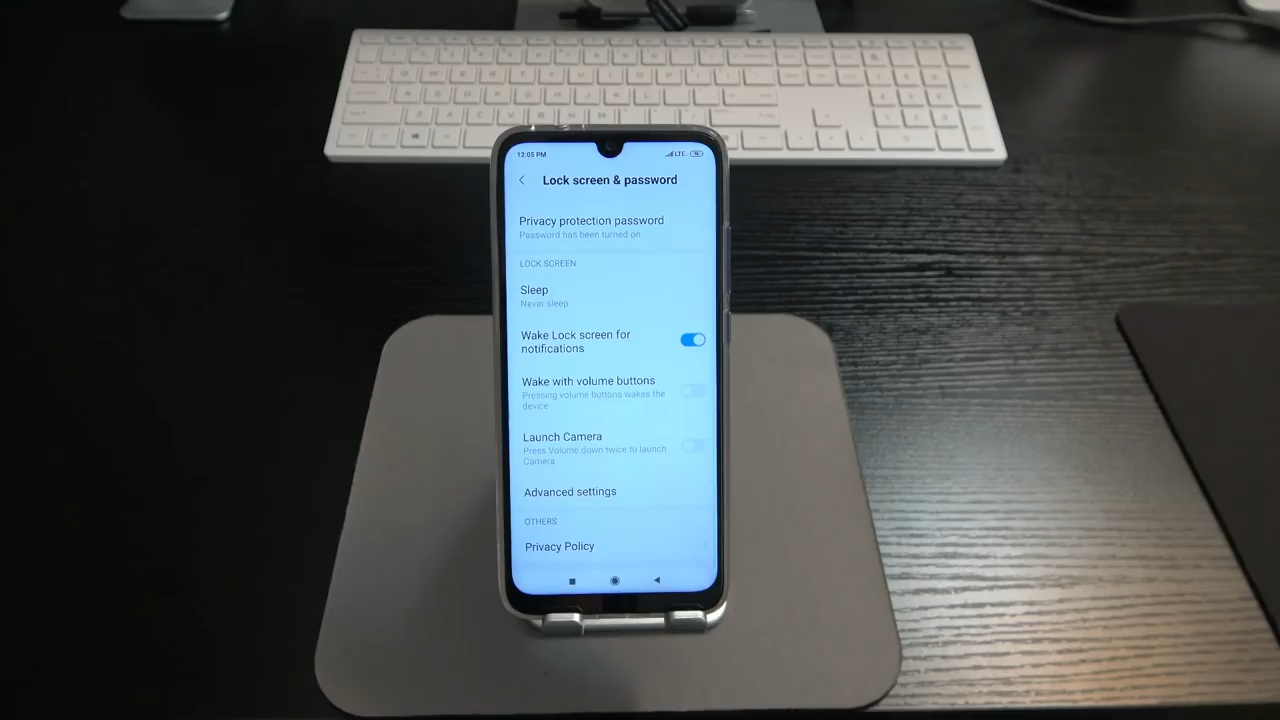 12:05 PM
LTE
Lock screen & password
Privacy protection password
Password has been turned on
LOCK SCREEN
Sleep
Never sleep
Wake Lock screen for
notifications
Wake with volume buttons
Pressing volume buttons wakes the
device
Launch Camera
Press Volume down twice to launch
Camera
Advanced settings
OTHERS
Privacy Policy